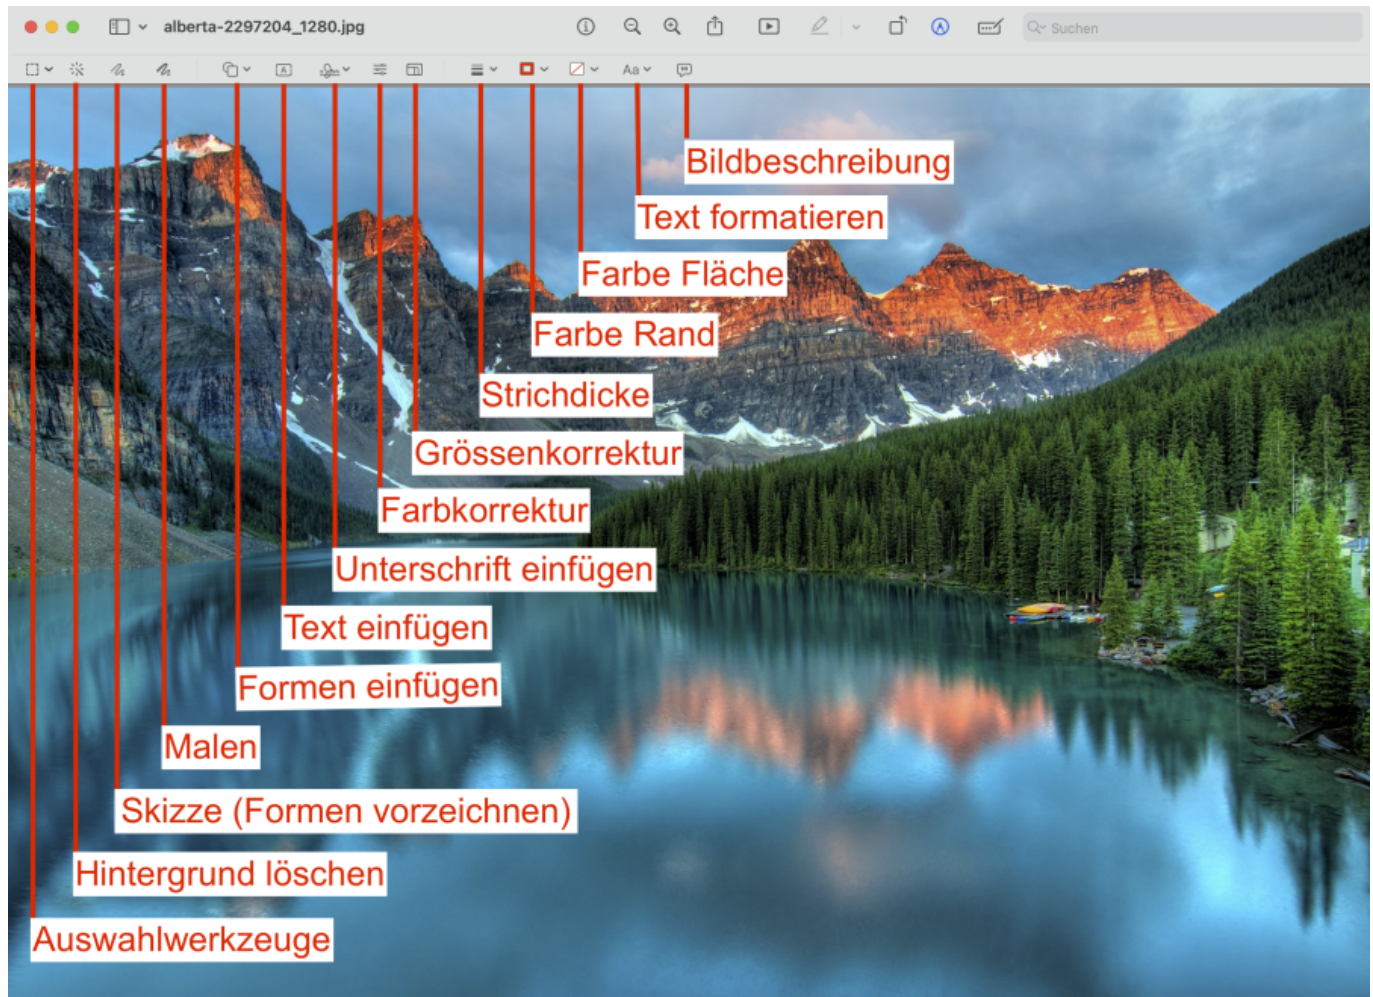 alberta-2297204_1280.jpg
Suchen
A
Aa
Bildbeschreibung
Text formatieren
Farbe Fläche
Farbe Rand
Strichdicke
Grössenkorrektur
Farbkorrektur
Unterschrift einfügen
Text einfügen
Formen einfügen
Malen
Skizze (Formen vorzeichnen)
Hintergrund löschen
Auswahlwerkzeuge